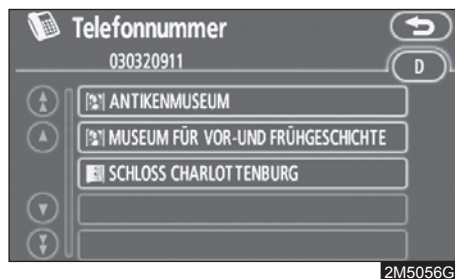 Telefonnummer
030320911
D
ANTIKENMUSEUM
MUSEUM FÜR VOR-UND FRÜHGESCHICHTE
SCHLOSS CHARLOTTENBURG
2M5056G